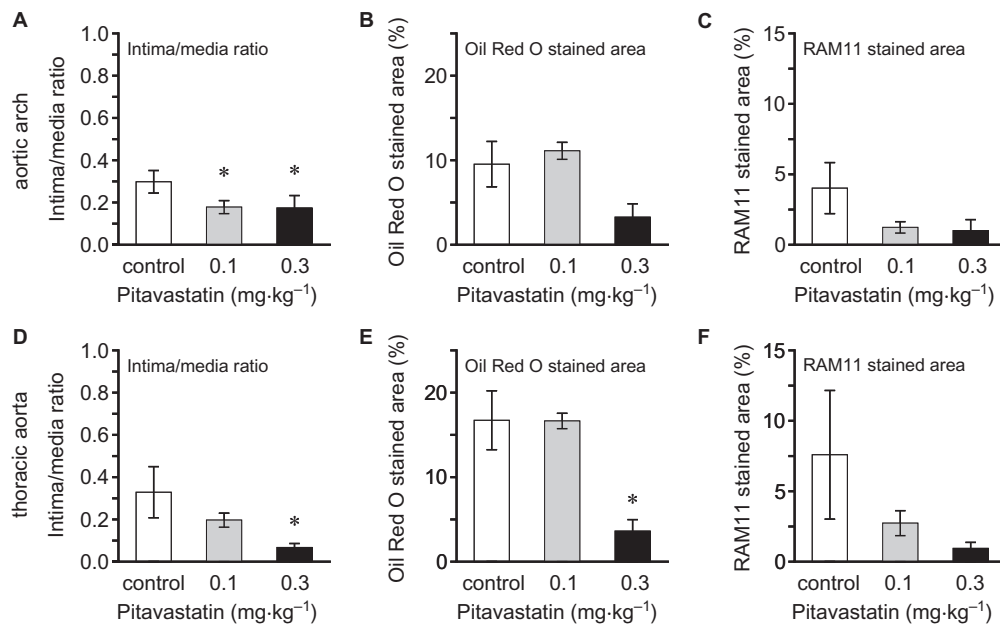 A
aortic arch
Intima/media ratio
Intima/media ratio
1.0
0.8
0.6
0.4
0.2
0.0
* *
control 0.1 0.3
Pitavastatin (mg·kg⁻¹)
B
Oil Red O stained area (%)
Oil Red O stained area
20
10
0
control 0.1 0.3
Pitavastatin (mg·kg⁻¹)
C
RAM11 stained area (%)
RAM11 stained area
15
10
5
0
control 0.1 0.3
Pitavastatin (mg·kg⁻¹)
D
thoracic aorta
Intima/media ratio
Intima/media ratio
1.0
0.8
0.6
0.4
0.2
0.0
*
control 0.1 0.3
Pitavastatin (mg·kg⁻¹)
E
Oil Red O stained area (%)
Oil Red O stained area
20
10
0
*
control 0.1 0.3
Pitavastatin (mg·kg⁻¹)
F
RAM11 stained area (%)
RAM11 stained area
15
10
5
0
control 0.1 0.3
Pitavastatin (mg·kg⁻¹)